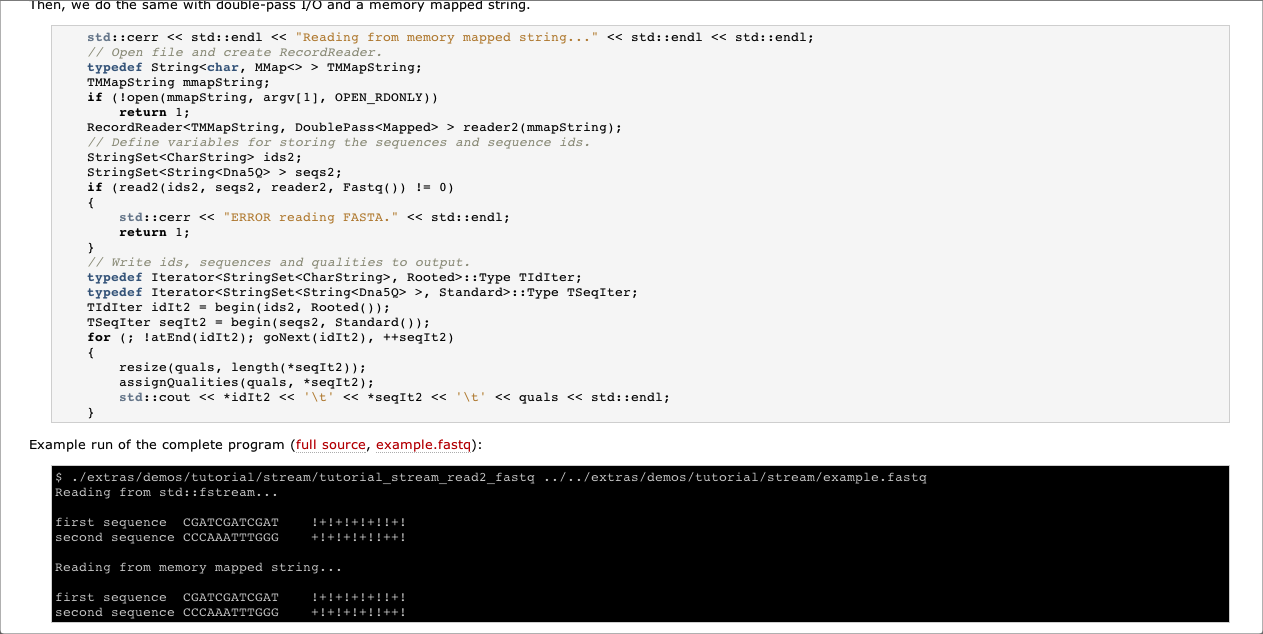 Then, we do the same with double-pass I/O and a memory mapped string.
std::cerr << std::endl << "Reading from memory mapped string..." << std::endl << std::endl;
// Open file and create RecordReader.
typedef String<char, MMap<> > TMMapString;
TMMapString mmapString;
if (!open(mmapString, argv[1], OPEN_RDONLY))
    return 1;
RecordReader<TMMapString, DoublePass<Mapped> > reader2(mmapString);
// Define variables for storing the sequences and sequence ids.
StringSet<CharString> ids2;
StringSet<String<Dna5Q> > seqs2;
if (read2(ids2, seqs2, reader2, Fastq()) != 0)
{
    std::cerr << "ERROR reading FASTA." << std::endl;
    return 1;
}
// Write ids, sequences and qualities to output.
typedef Iterator<StringSet<CharString>, Rooted>::Type TIdIter;
typedef Iterator<StringSet<String<Dna5Q> >, Standard>::Type TSeqIter;
TIdIter idIt2 = begin(ids2, Rooted());
TSeqIter seqIt2 = begin(seqs2, Standard());
for (; !atEnd(idIt2); goNext(idIt2), ++seqIt2)
{
    resize(quals, length(*seqIt2));
    assignQualities(quals, *seqIt2);
    std::cout << *idIt2 << '\t' << *seqIt2 << '\t' << quals << std::endl;
}
Example run of the complete program (full source, example.fastq):
$ ./extras/demos/tutorial/stream/tutorial_stream_read2_fastq ../../extras/demos/tutorial/stream/example.fastq
Reading from std::fstream...
first sequence  CGATCGATCGAT    !+!+!+!+!!+!
second sequence CCCAAATTTGGG    +!+!+!+!!++!
Reading from memory mapped string...
first sequence  CGATCGATCGAT    !+!+!+!+!!+!
second sequence CCCAAATTTGGG    +!+!+!+!!++!